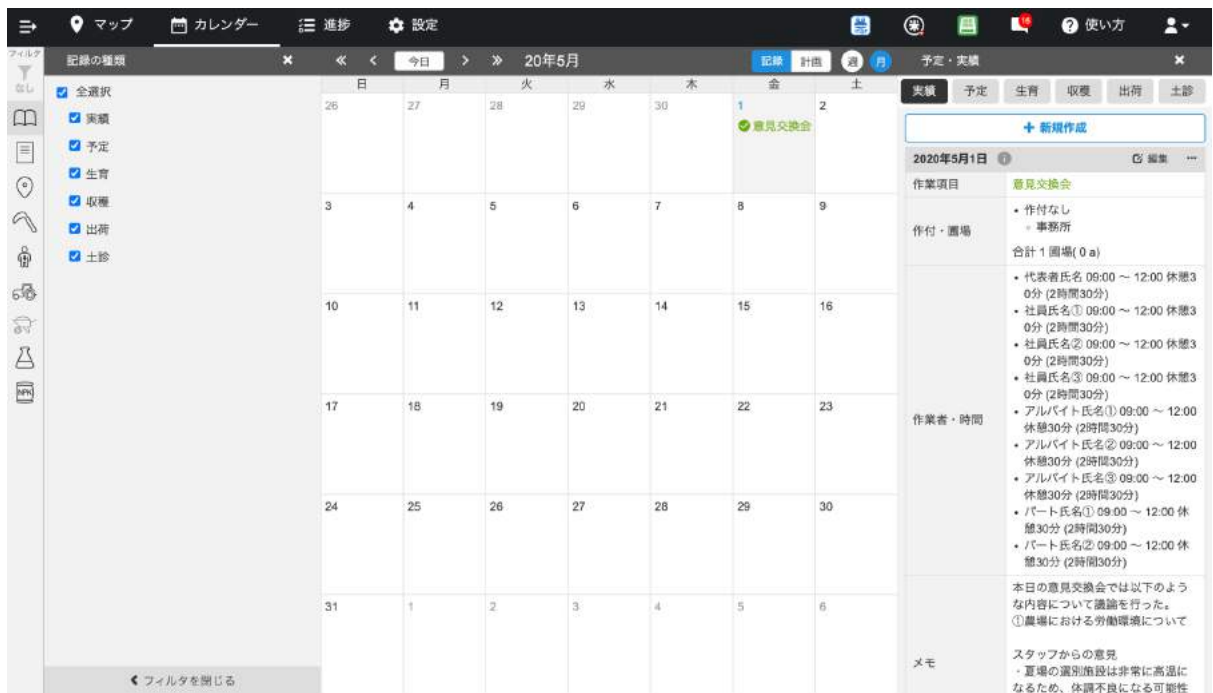 マップ カレンダー 進捗 設定 16 使い方
フィルタ
なし
記録の種類
全選択
実績
予定
生育
収穫
出荷
土診
フィルタを閉じる
今日 20年5月 記録 計画 週 月
日 月 火 水 木 金 土
26 27 28 29 30 1 2
意見交換会
3 4 5 6 7 8 9
10 11 12 13 14 15 16
17 18 19 20 21 22 23
24 25 26 27 28 29 30
31 1 2 3 4 5 6
予定・実績
実績 予定 生育 収穫 出荷 土診
+ 新規作成
2020年5月1日 編集 …
作業項目 意見交換会
作付・圃場
• 作付なし
事務所
合計 1 圃場( 0 a)
作業者・時間
• 代表者氏名 09:00 ～ 12:00 休憩3
0分 (2時間30分)
• 社員氏名① 09:00 ～ 12:00 休憩3
0分 (2時間30分)
• 社員氏名② 09:00 ～ 12:00 休憩3
0分 (2時間30分)
• 社員氏名③ 09:00 ～ 12:00 休憩3
0分 (2時間30分)
• アルバイト氏名① 09:00 ～ 12:00
休憩30分 (2時間30分)
• アルバイト氏名② 09:00 ～ 12:00
休憩30分 (2時間30分)
• アルバイト氏名③ 09:00 ～ 12:00
休憩30分 (2時間30分)
• パート氏名① 09:00 ～ 12:00 休
憩30分 (2時間30分)
• パート氏名② 09:00 ～ 12:00 休
憩30分 (2時間30分)
メモ
本日の意見交換会では以下のよう
な内容について議論を行った。
①農場における労働環境について
スタッフからの意見
・夏場の選別施設は非常に高温に
なるため、体調不良になる可能性
NPK